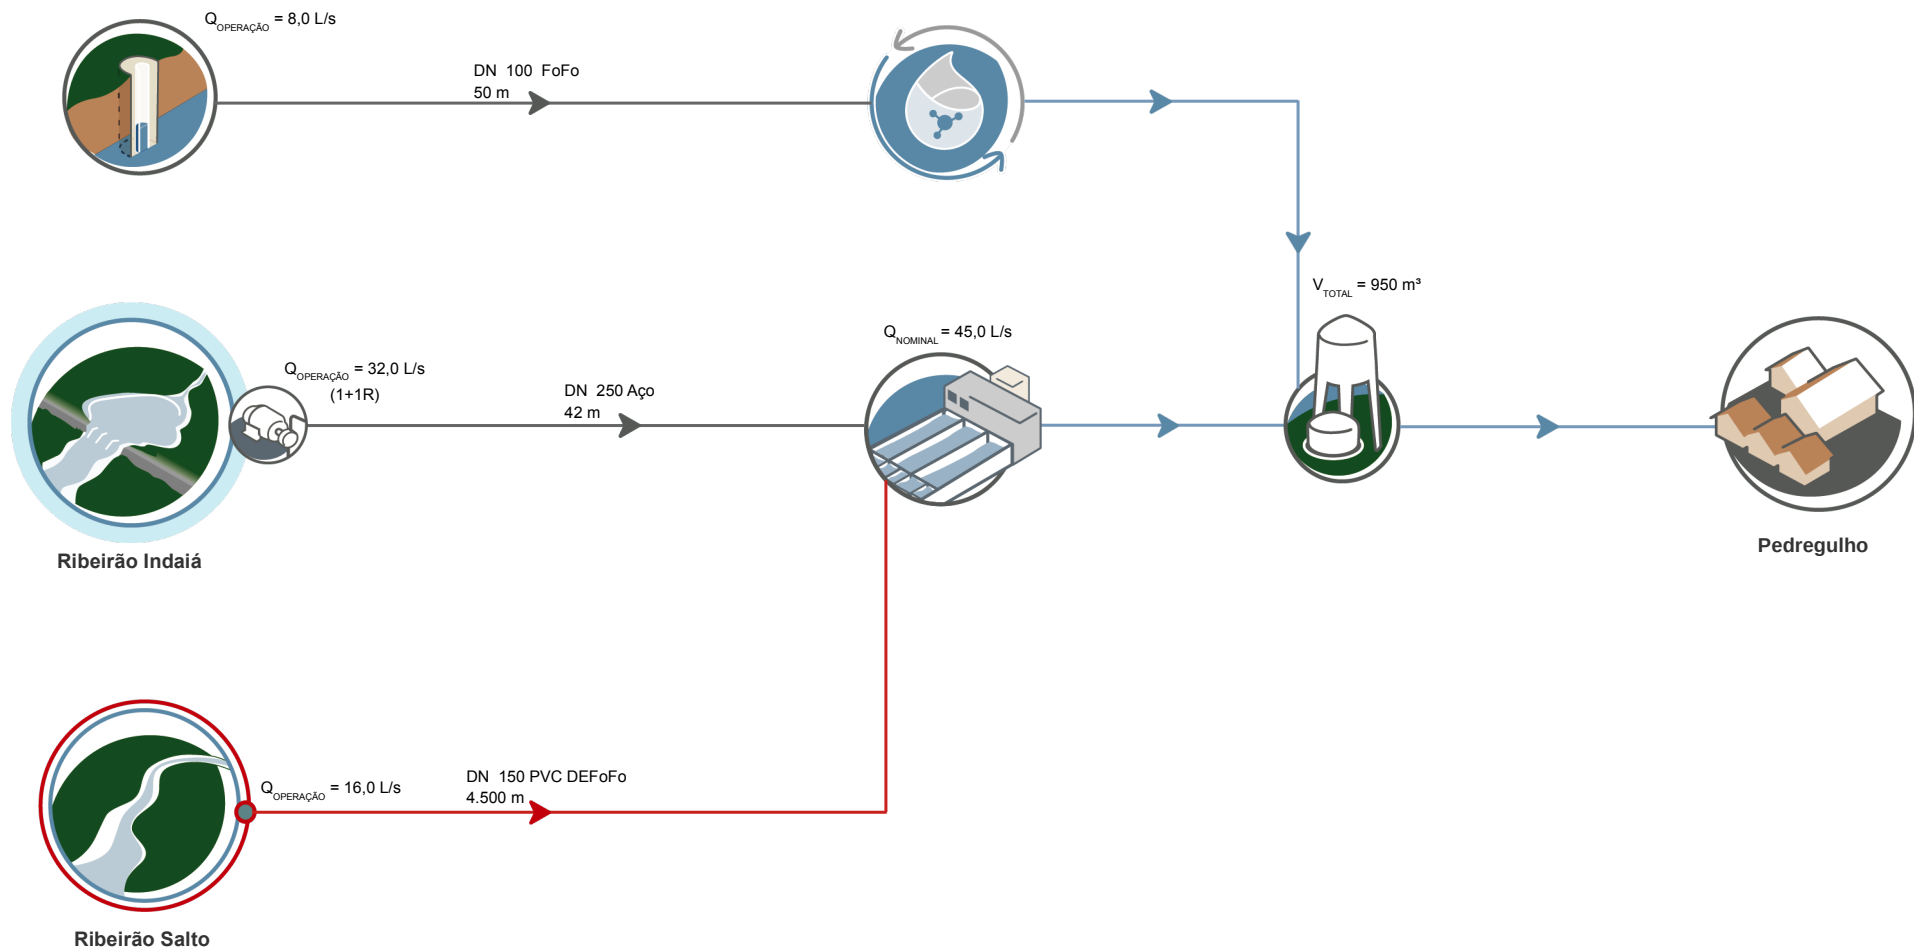 Q OPERAÇÃO = 8,0 L/s
DN 100 FoFo
50 m
V TOTAL = 950 m³
Q NOMINAL = 45,0 L/s
Q OPERAÇÃO = 32,0 L/s
(1+1R)
DN 250 Aço
42 m
Ribeirão Indaiá
Pedregulho
Q OPERAÇÃO = 16,0 L/s
DN 150 PVC DEFoFo
4.500 m
Ribeirão Salto